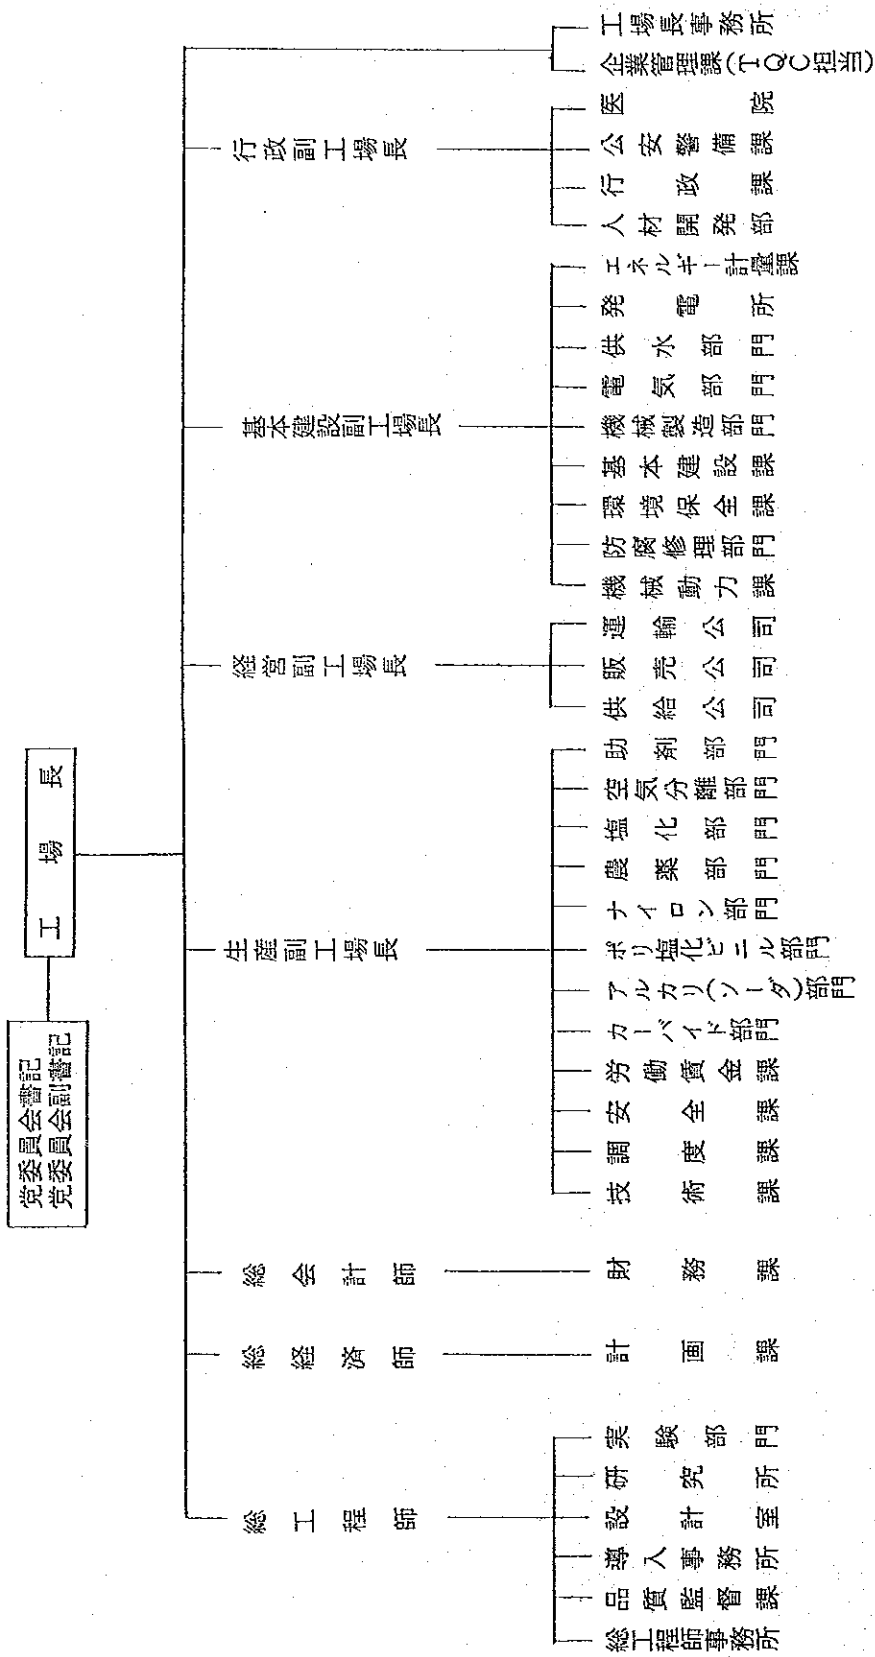 党委員会書記
党委員会副書記
工場長
総工程師
総工程師事務所
品質監督課
導入事務所
設計室
研究所
実験部門
総経済師
計画課
総会計師
財務課
生産副工場長
技術課
調度課
安全課
労働賃金課
カーバイド部門
アルカリ(ソーダ)部門
ポリ塩化ビニル部門
ナイロン部門
農薬部門
塩化部門
空気分離部門
助剤部門
経営副工場長
供給公司
販売公司
運輸公司
基本建設副工場長
機械動力課
防腐修理部門
環境保全課
基本建設課
機械製造部門
電気部門
供水部門
発電所
エネルギー計量課
行政副工場長
人材開発部
行政課
公安警備課
医院
企業管理課(TQC担当)
工場長事務所